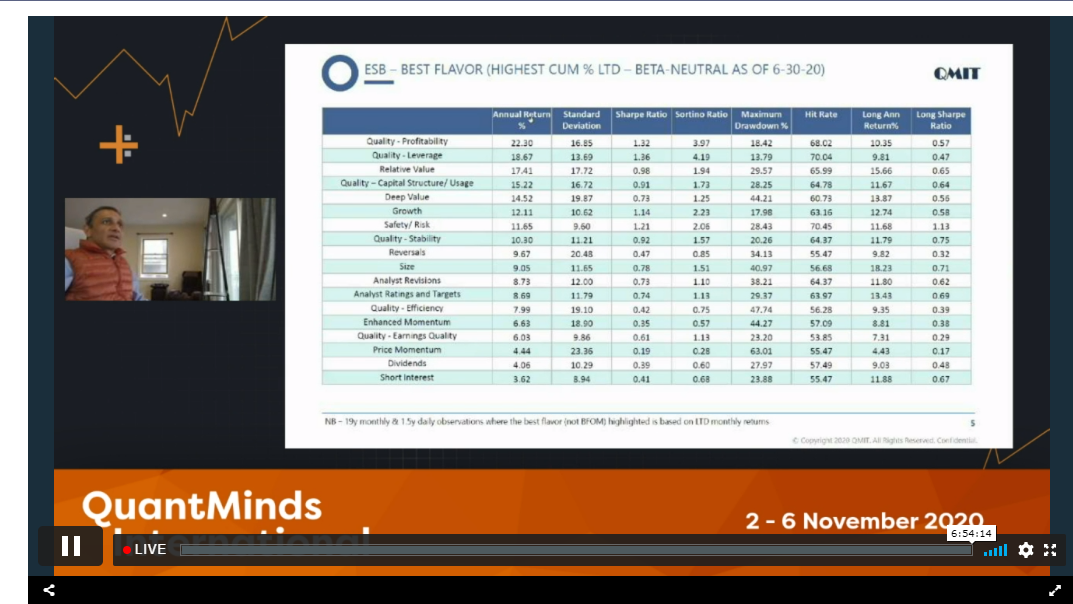 ESB – BEST FLAVOR (HIGHEST CUM % LTD – BETA-NEUTRAL AS OF 6-30-20)
QMIT
Annual Return % Standard Deviation Sharpe Ratio Sortino Ratio Maximum Drawdown % Hit Rate Long Ann Return% Long Sharpe Ratio
Quality - Profitability 22.30 16.85 1.32 3.97 18.42 68.02 10.35 0.57
Quality - Leverage 18.67 13.69 1.36 4.19 13.79 70.04 9.81 0.47
Relative Value 17.41 17.72 0.98 1.94 29.57 65.99 15.66 0.65
Quality – Capital Structure/ Usage 15.22 16.72 0.91 1.73 28.25 64.78 11.67 0.64
Deep Value 14.52 19.87 0.73 1.25 44.21 60.73 13.87 0.56
Growth 12.11 10.62 1.14 2.23 17.98 63.16 12.74 0.58
Safety/ Risk 11.65 9.60 1.21 2.06 28.43 70.45 11.68 1.13
Quality - Stability 10.30 11.21 0.92 1.57 20.26 64.37 11.79 0.75
Reversals 9.67 20.48 0.47 0.85 34.13 55.47 9.82 0.32
Size 9.05 11.65 0.78 1.51 40.97 56.68 18.23 0.71
Analyst Revisions 8.73 12.00 0.73 1.10 38.21 64.37 11.80 0.62
Analyst Ratings and Targets 8.69 11.79 0.74 1.13 29.37 63.97 13.43 0.69
Quality - Efficiency 7.99 19.10 0.42 0.75 47.74 56.28 9.35 0.39
Enhanced Momentum 6.63 18.90 0.35 0.57 44.27 57.09 8.81 0.38
Quality - Earnings Quality 6.03 9.86 0.61 1.13 23.20 53.85 7.31 0.29
Price Momentum 4.44 23.36 0.19 0.28 63.01 55.47 4.43 0.17
Dividends 4.06 10.29 0.39 0.60 27.97 57.49 9.03 0.48
Short Interest 3.62 8.94 0.41 0.68 23.88 55.47 11.88 0.67
NB – 19y monthly & 1.5y daily observations where the best flavor (not BFOM) highlighted is based on LTD monthly returns
5
© Copyright 2020 QMIT. All Rights Reserved. Confidential.
QuantMinds
International
2 - 6 November 2020
6:54:14
LIVE